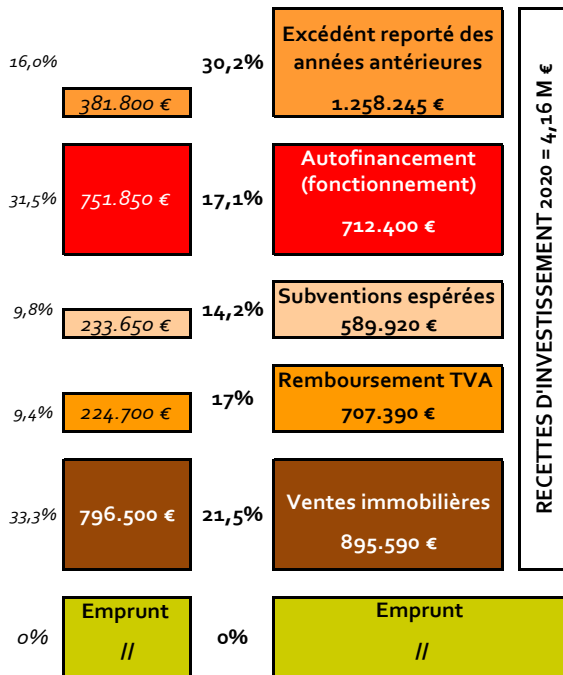 16,0%
381.800 €
30,2%
Excédént reporté des
années antérieures
1.258.245 €
31,5%
751.850 €
17,1%
Autofinancement
(fonctionnement)
712.400 €
9,8%
233.650 €
14,2%
Subventions espérées
589.920 €
9,4%
224.700 €
17%
Remboursement TVA
707.390 €
33,3%
796.500 €
21,5%
Ventes immobilières
895.590 €
0%
Emprunt
//
0%
Emprunt
//
RECETTES D'INVESTISSEMENT 2020 = 4,16 M €